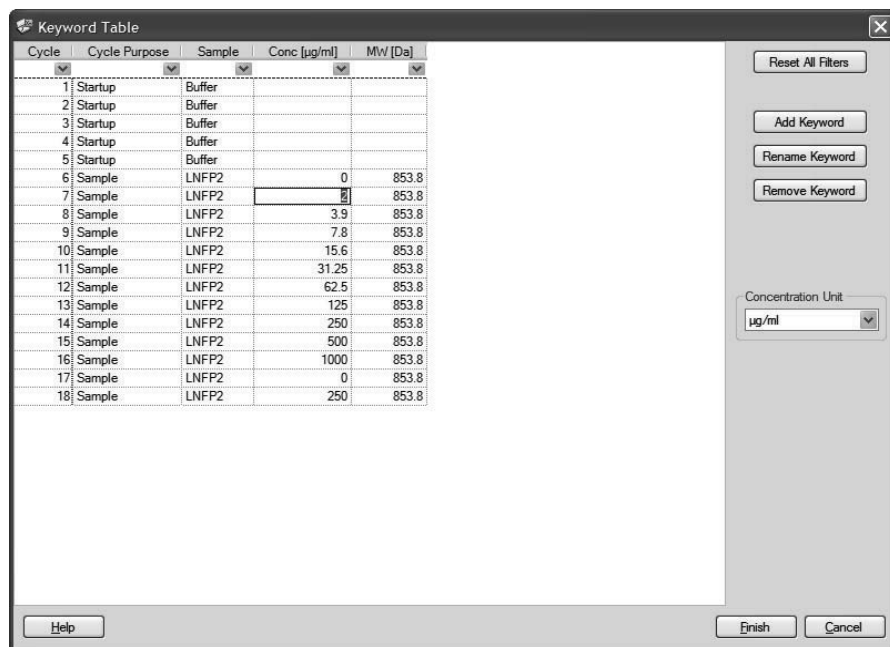 Keyword Table
Cycle Cycle Purpose Sample Conc [µg/ml] MW [Da]
1 Startup Buffer
2 Startup Buffer
3 Startup Buffer
4 Startup Buffer
5 Startup Buffer
6 Sample LNFP2 0 853.8
7 Sample LNFP2 2 853.8
8 Sample LNFP2 3.9 853.8
9 Sample LNFP2 7.8 853.8
10 Sample LNFP2 15.6 853.8
11 Sample LNFP2 31.25 853.8
12 Sample LNFP2 62.5 853.8
13 Sample LNFP2 125 853.8
14 Sample LNFP2 250 853.8
15 Sample LNFP2 500 853.8
16 Sample LNFP2 1000 853.8
17 Sample LNFP2 0 853.8
18 Sample LNFP2 250 853.8
Reset All Filters
Add Keyword
Rename Keyword
Remove Keyword
Concentration Unit
µg/ml
Help
Finish
Cancel